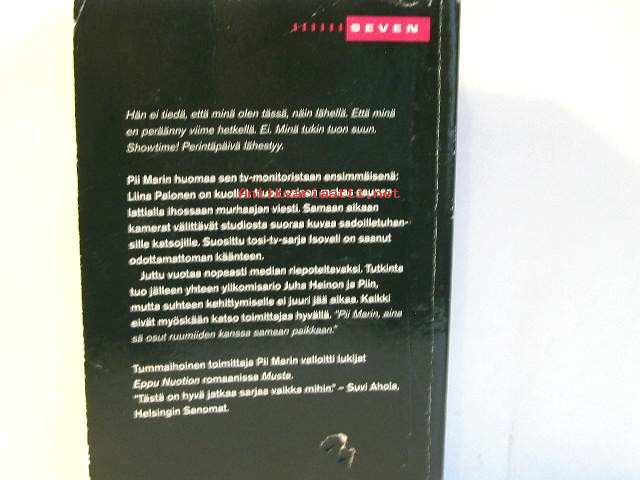 SEVEN
Hän ei tiedä, että minä olen tässä, näin lähellä. Että minä
en peräänny viime hetkellä. Ei. Minä tukin tuon suun.
Showtime! Perintäpäivä lähestyy.
Pii Marin huomaa sen tv-monitoristaan ensimmäisenä:
Liina Palonen on kuollut.
Antikvariaatti.net
lattialla ihossaan murhaajan viesti. Samaan aikaan
kamerat välittävät studiosta suoraa kuvaa sadoilletuhan-
sille katsojille. Suosittu tosi-tv-sarja Isoveli on saanut
odottamattoman käänteen.
Juttu vuotaa nopeasti median riepoteltavaksi. Tutkinta
tuo jälleen yhteen ylikomisario Juha Heinon ja Piin,
mutta suhteen kehittymiselle ei juuri jää aikaa. Kaikki
eivät myöskään katso toimittajaa hyvällä. "Pii Marin, aina
sä osut ruumiiden kanssa samaan paikkaan."
Tummaihoinen toimittaja Pii Marin valloitti lukijat
Eppu Nuotion romaanissa Musta.
"Tästä on hyvä jatkaa sarjaa vaikka mihin." – Suvi Ahola,
Helsingin Sanomat.